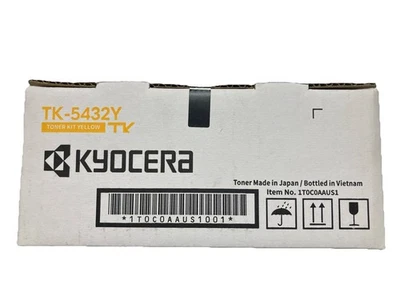 TK-5432Y
TONER KIT YELLOW TK
KYOCERA
Toner Made in Japan / Bottled in Vietnam
Item No. 1T0C0AAUS1
*1T0C0AAUS1001*